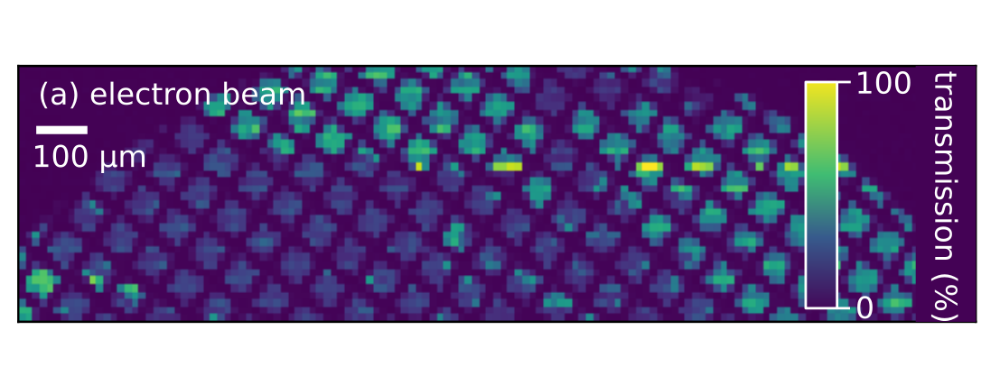 (a) electron beam
100 µm
100
0
transmission (%)